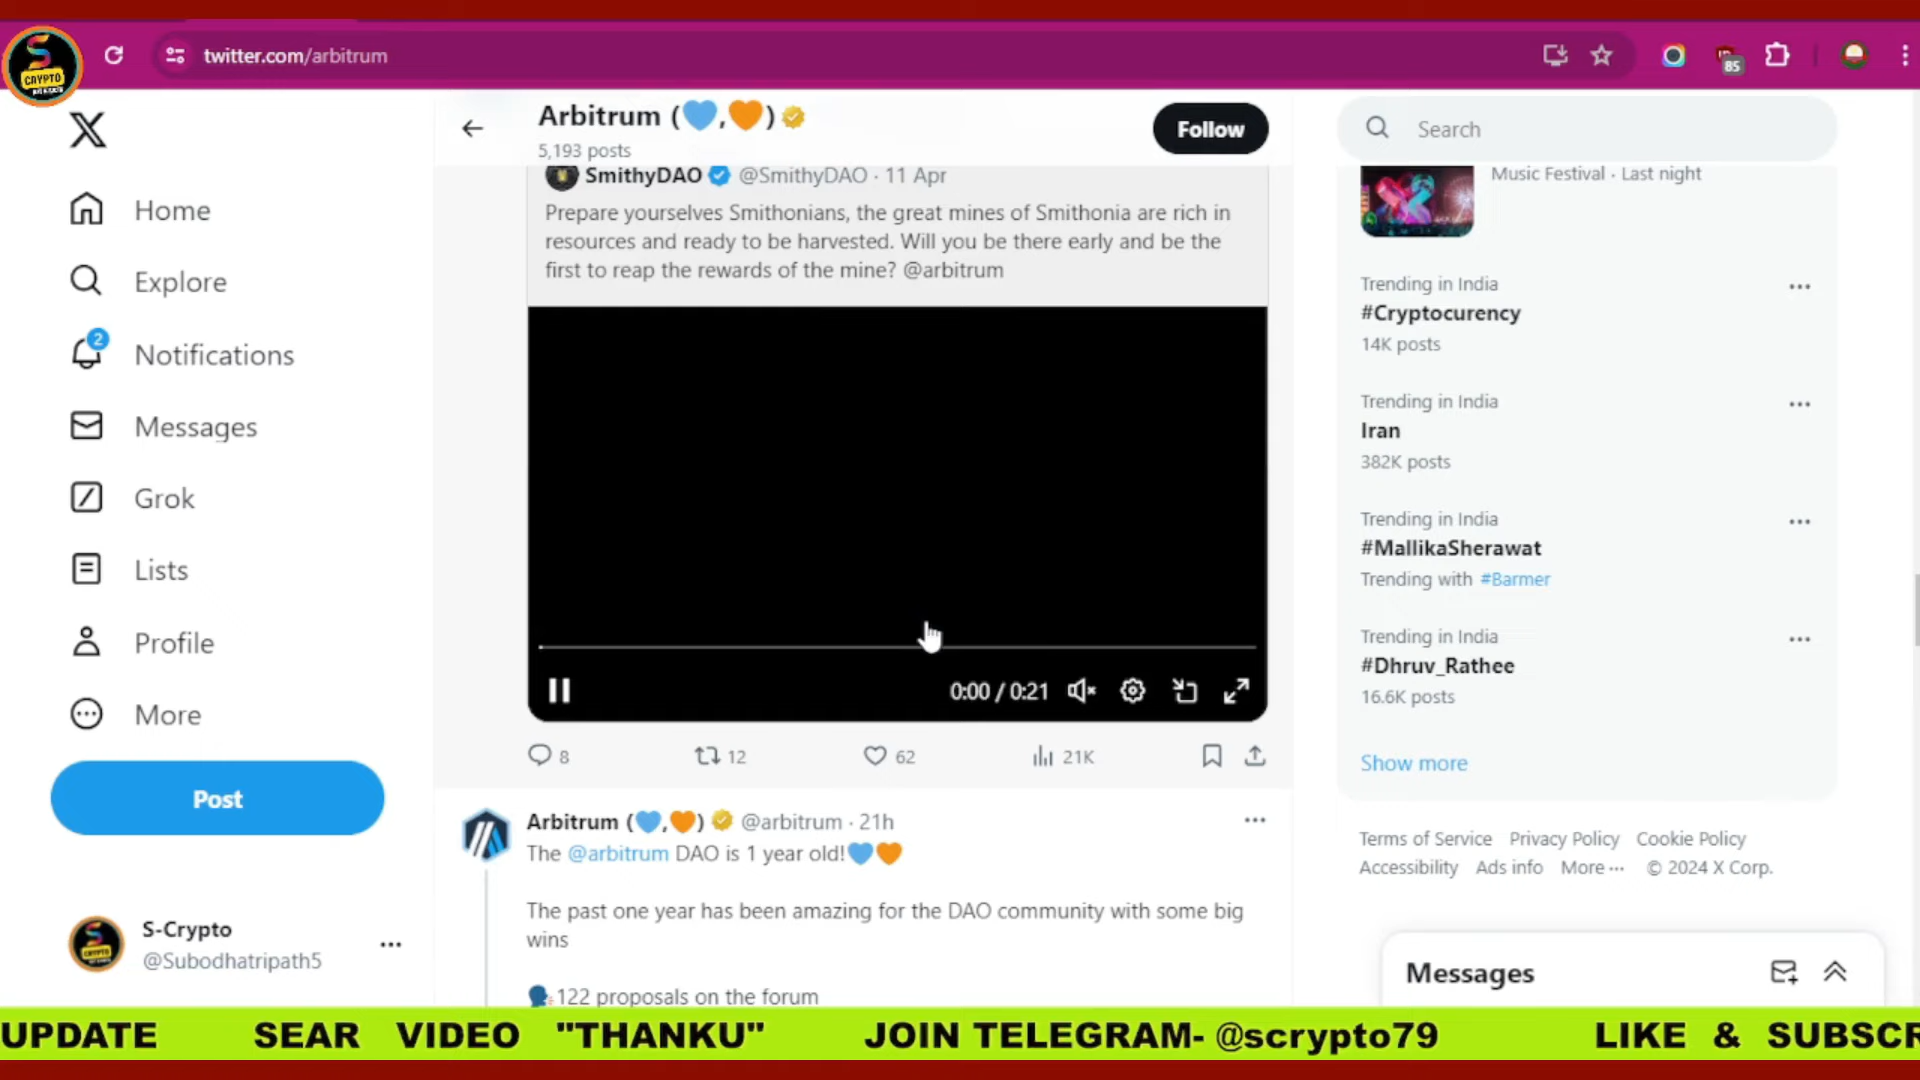 CRYPTO
twitter.com/arbitrum
85
Arbitrum (💙,🧡)
5,193 posts
Follow
Search
Home
Explore
2
Notifications
Messages
Grok
Lists
Profile
More
Post
S-Crypto
@Subodhatripath5
SmithyDAO @SmithyDAO · 11 Apr
Prepare yourselves Smithonians, the great mines of Smithonia are rich in
resources and ready to be harvested. Will you be there early and be the
first to reap the rewards of the mine? @arbitrum
0:00 / 0:21
8 12 62 21K
Arbitrum (💙,🧡) @arbitrum · 21h
The @arbitrum DAO is 1 year old!💙🧡
The past one year has been amazing for the DAO community with some big
wins
🗣️122 proposals on the forum
Music Festival · Last night
Trending in India
#Cryptocurency
14K posts
Trending in India
Iran
382K posts
Trending in India
#MallikaSherawat
Trending with #Barmer
Trending in India
#Dhruv_Rathee
16.6K posts
Show more
Terms of Service Privacy Policy Cookie Policy
Accessibility Ads info More ··· © 2024 X Corp.
Messages
UPDATE SEAR VIDEO "THANKU" JOIN TELEGRAM- @scrypto79 LIKE & SUBSCR